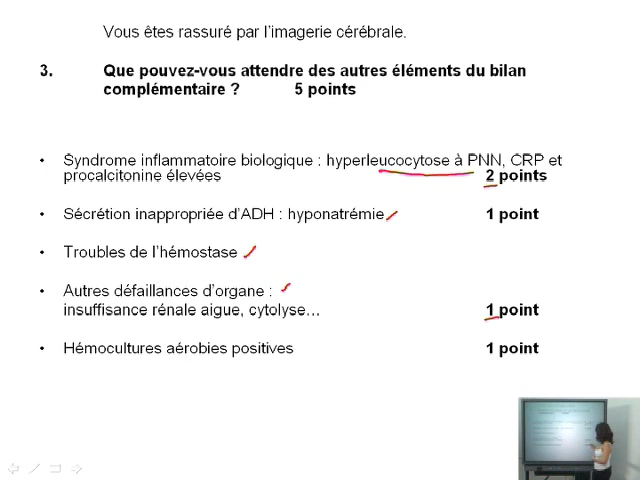 Vous êtes rassuré par l'imagerie cérébrale.
3. Que pouvez-vous attendre des autres éléments du bilan
complémentaire ? 5 points
• Syndrome inflammatoire biologique : hyperleucocytose à PNN, CRP et
procalcitonine élevées 2 points
• Sécrétion inappropriée d'ADH : hyponatrémie 1 point
• Troubles de l'hémostase
• Autres défaillances d'organe :
insuffisance rénale aigue, cytolyse… 1 point
• Hémocultures aérobies positives 1 point